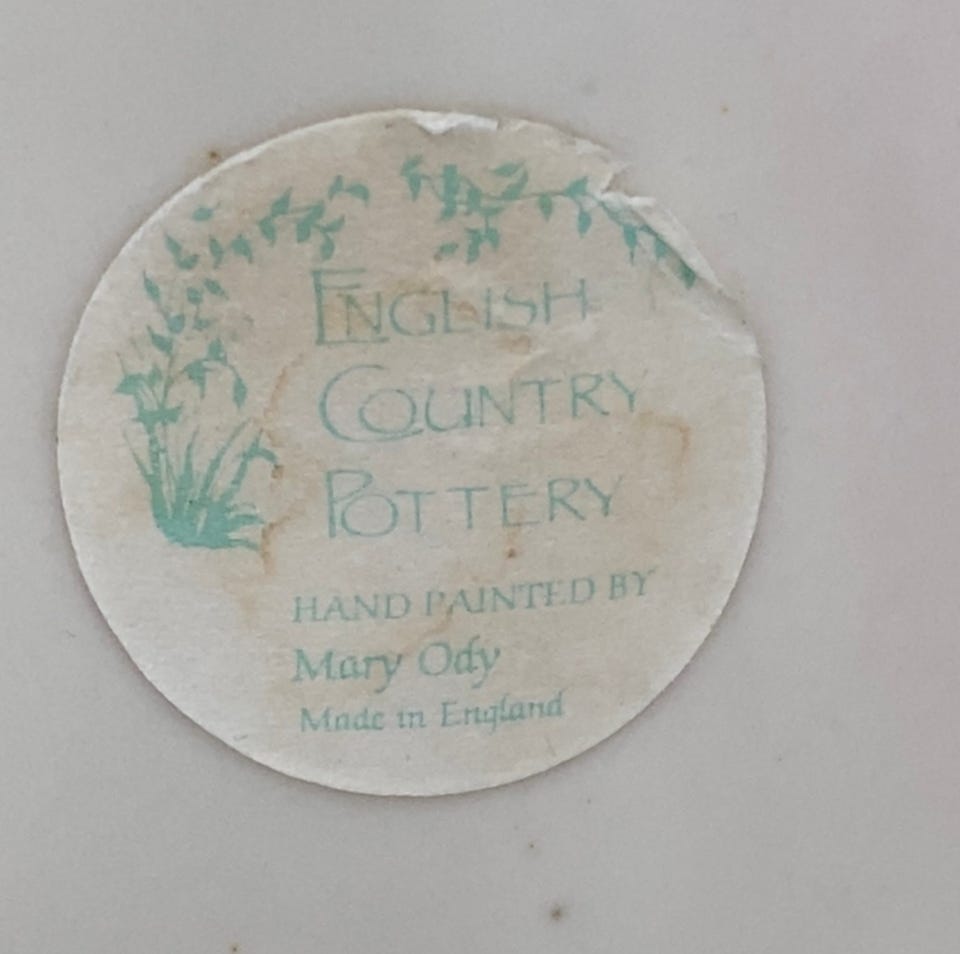 ENGLISH
COUNTRY
POTTERY
HAND PAINTED BY
Mary Ody
Made in England